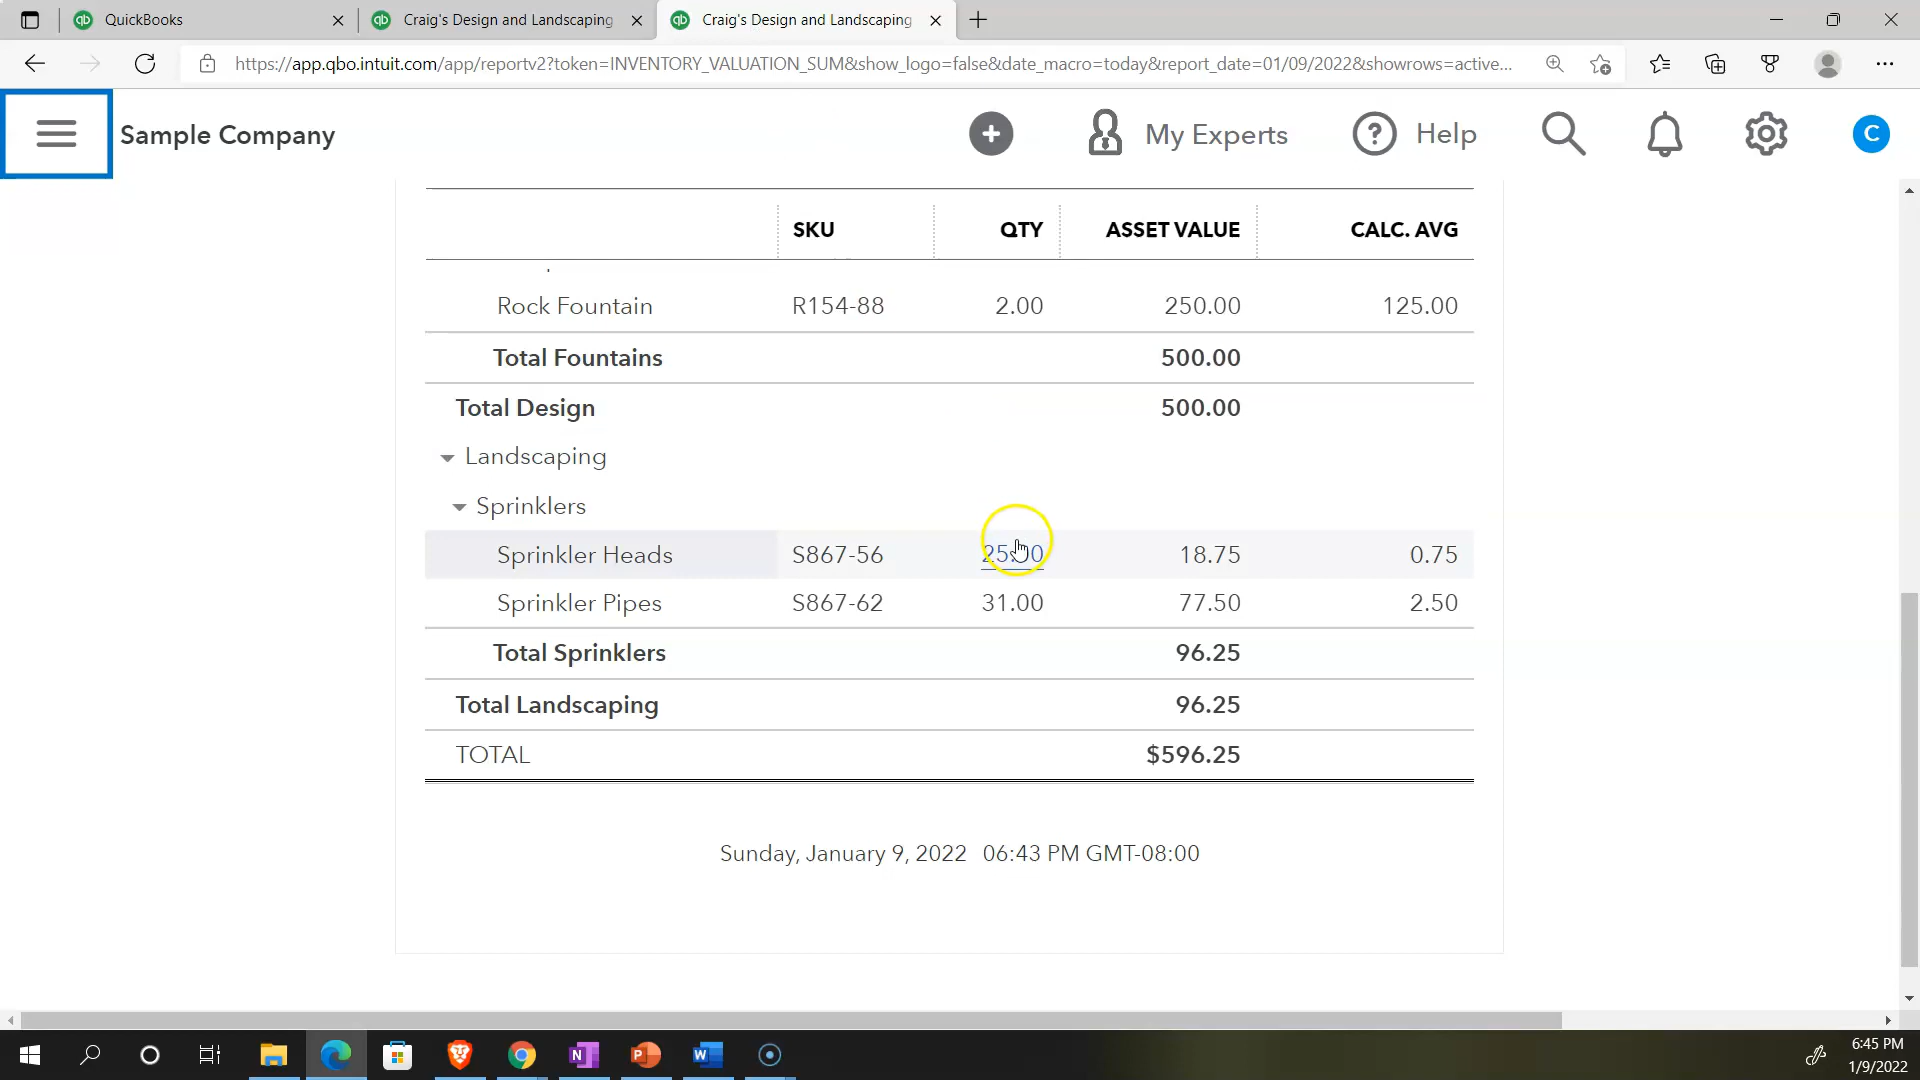 QuickBooks
Craig's Design and Landscaping
Craig's Design and Landscaping
https://app.qbo.intuit.com/app/reportv2?token=INVENTORY_VALUATION_SUM&show_logo=false&date_macro=today&report_date=01/09/2022&showrows=active...
Sample Company
My Experts
Help
C
SKU QTY ASSET VALUE CALC. AVG
Rock Fountain R154-88 2.00 250.00 125.00
Total Fountains 500.00
Total Design 500.00
Landscaping
Sprinklers
Sprinkler Heads S867-56 25.00 18.75 0.75
Sprinkler Pipes S867-62 31.00 77.50 2.50
Total Sprinklers 96.25
Total Landscaping 96.25
TOTAL $596.25
Sunday, January 9, 2022 06:43 PM GMT-08:00
6:45 PM
1/9/2022